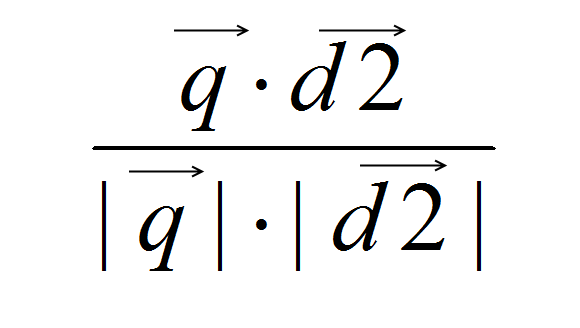 q · d2
| q | · | d2 |